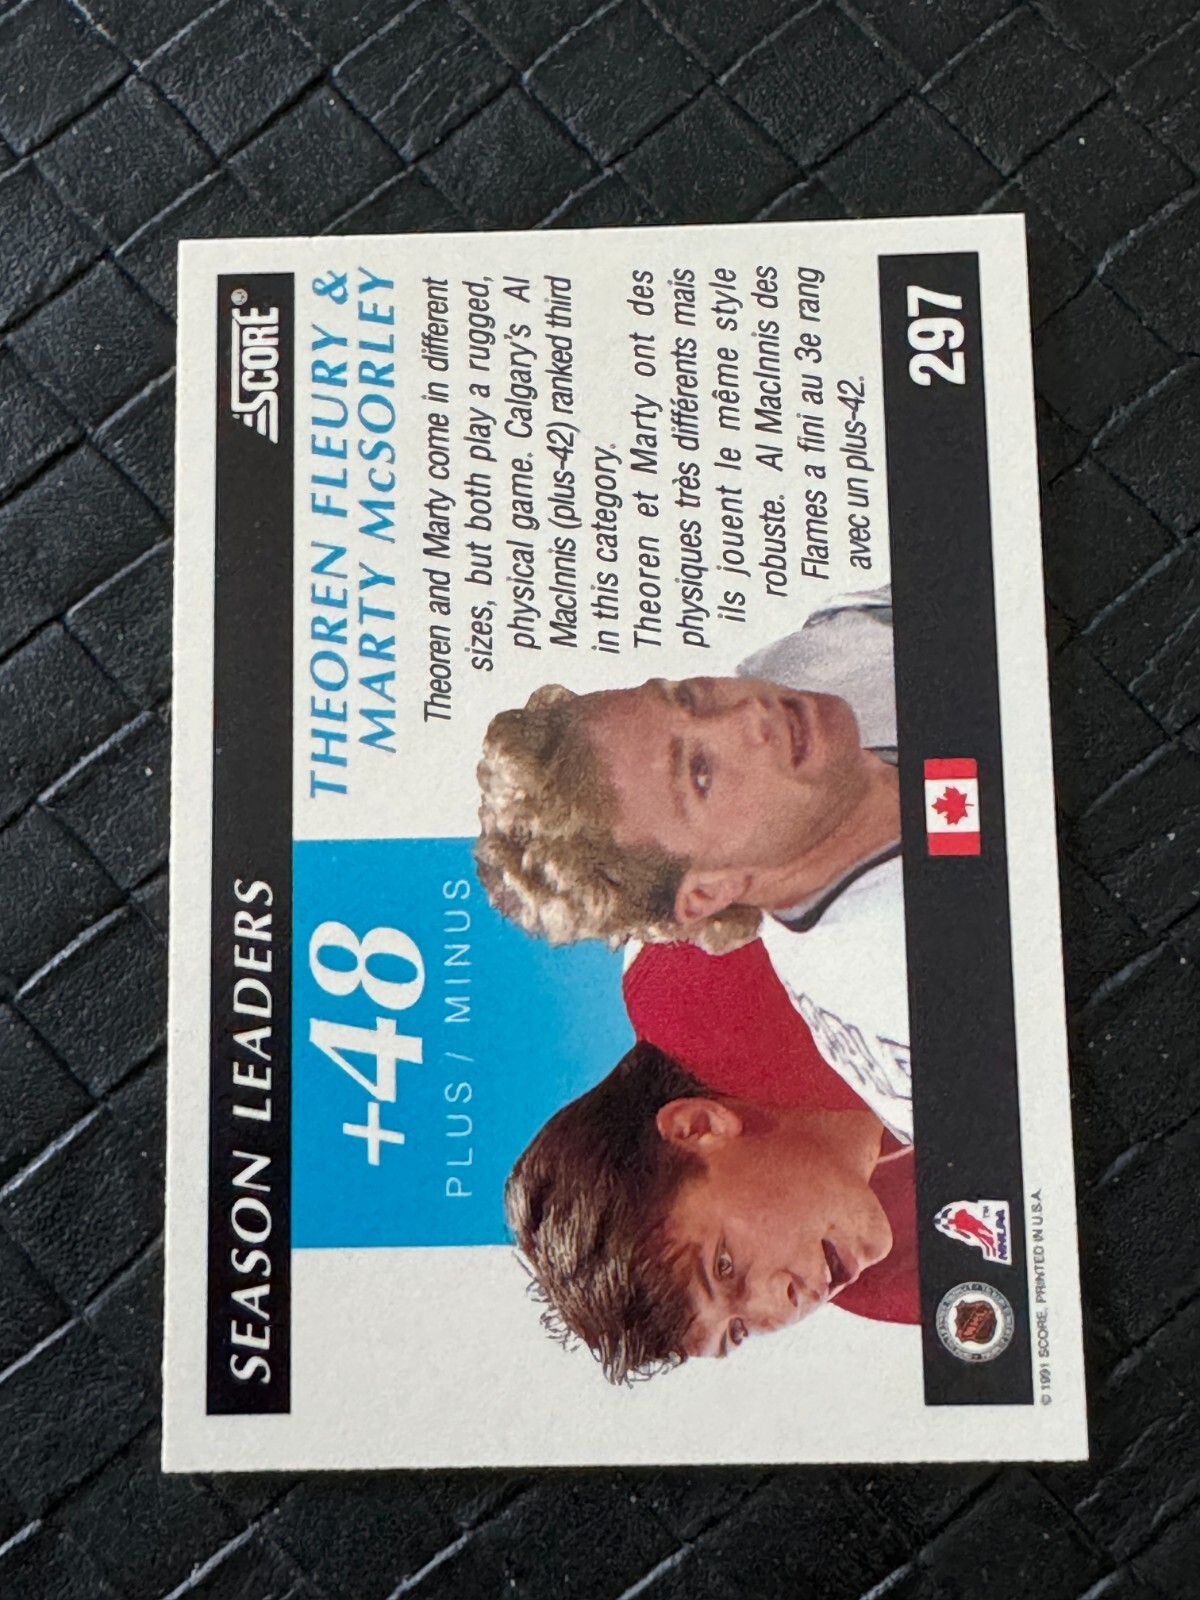 SEASON LEADERS
SCORE®
+48
PLUS / MINUS
THEOREN FLEURY &
MARTY McSORLEY
Theoren and Marty come in different
sizes, but both play a rugged,
physical game. Calgary's Al
MacInnis (plus-42) ranked third
in this category.
Theoren et Marty ont des
physiques très différents mais
ils jouent le même style
robuste. Al MacInnis des
Flames a fini au 3e rang
avec un plus-42.
NHL
NHLPA
TM
297
© 1991 SCORE, PRINTED IN U.S.A.